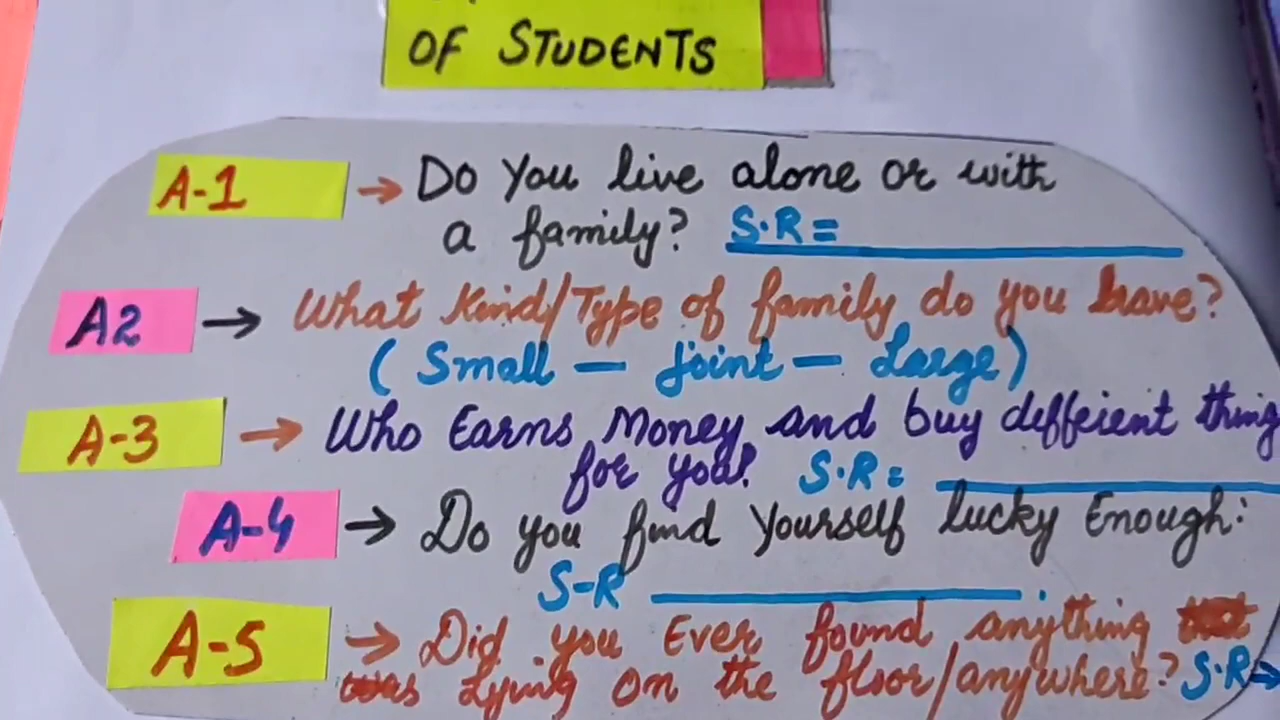 OF STUDENTS
A-1 → Do You live alone or with
a family? S.R =
A2 → What Kind/Type of family do you have?
( Small — Joint — Large )
A-3 → Who Earns Money and buy deffeient thing
for you? S.R =
A-4 → Do you find Yourself lucky Enough:
S-R .
A-5 → Did you Ever found anything
was Lying on the floor/anywhere? S.R →